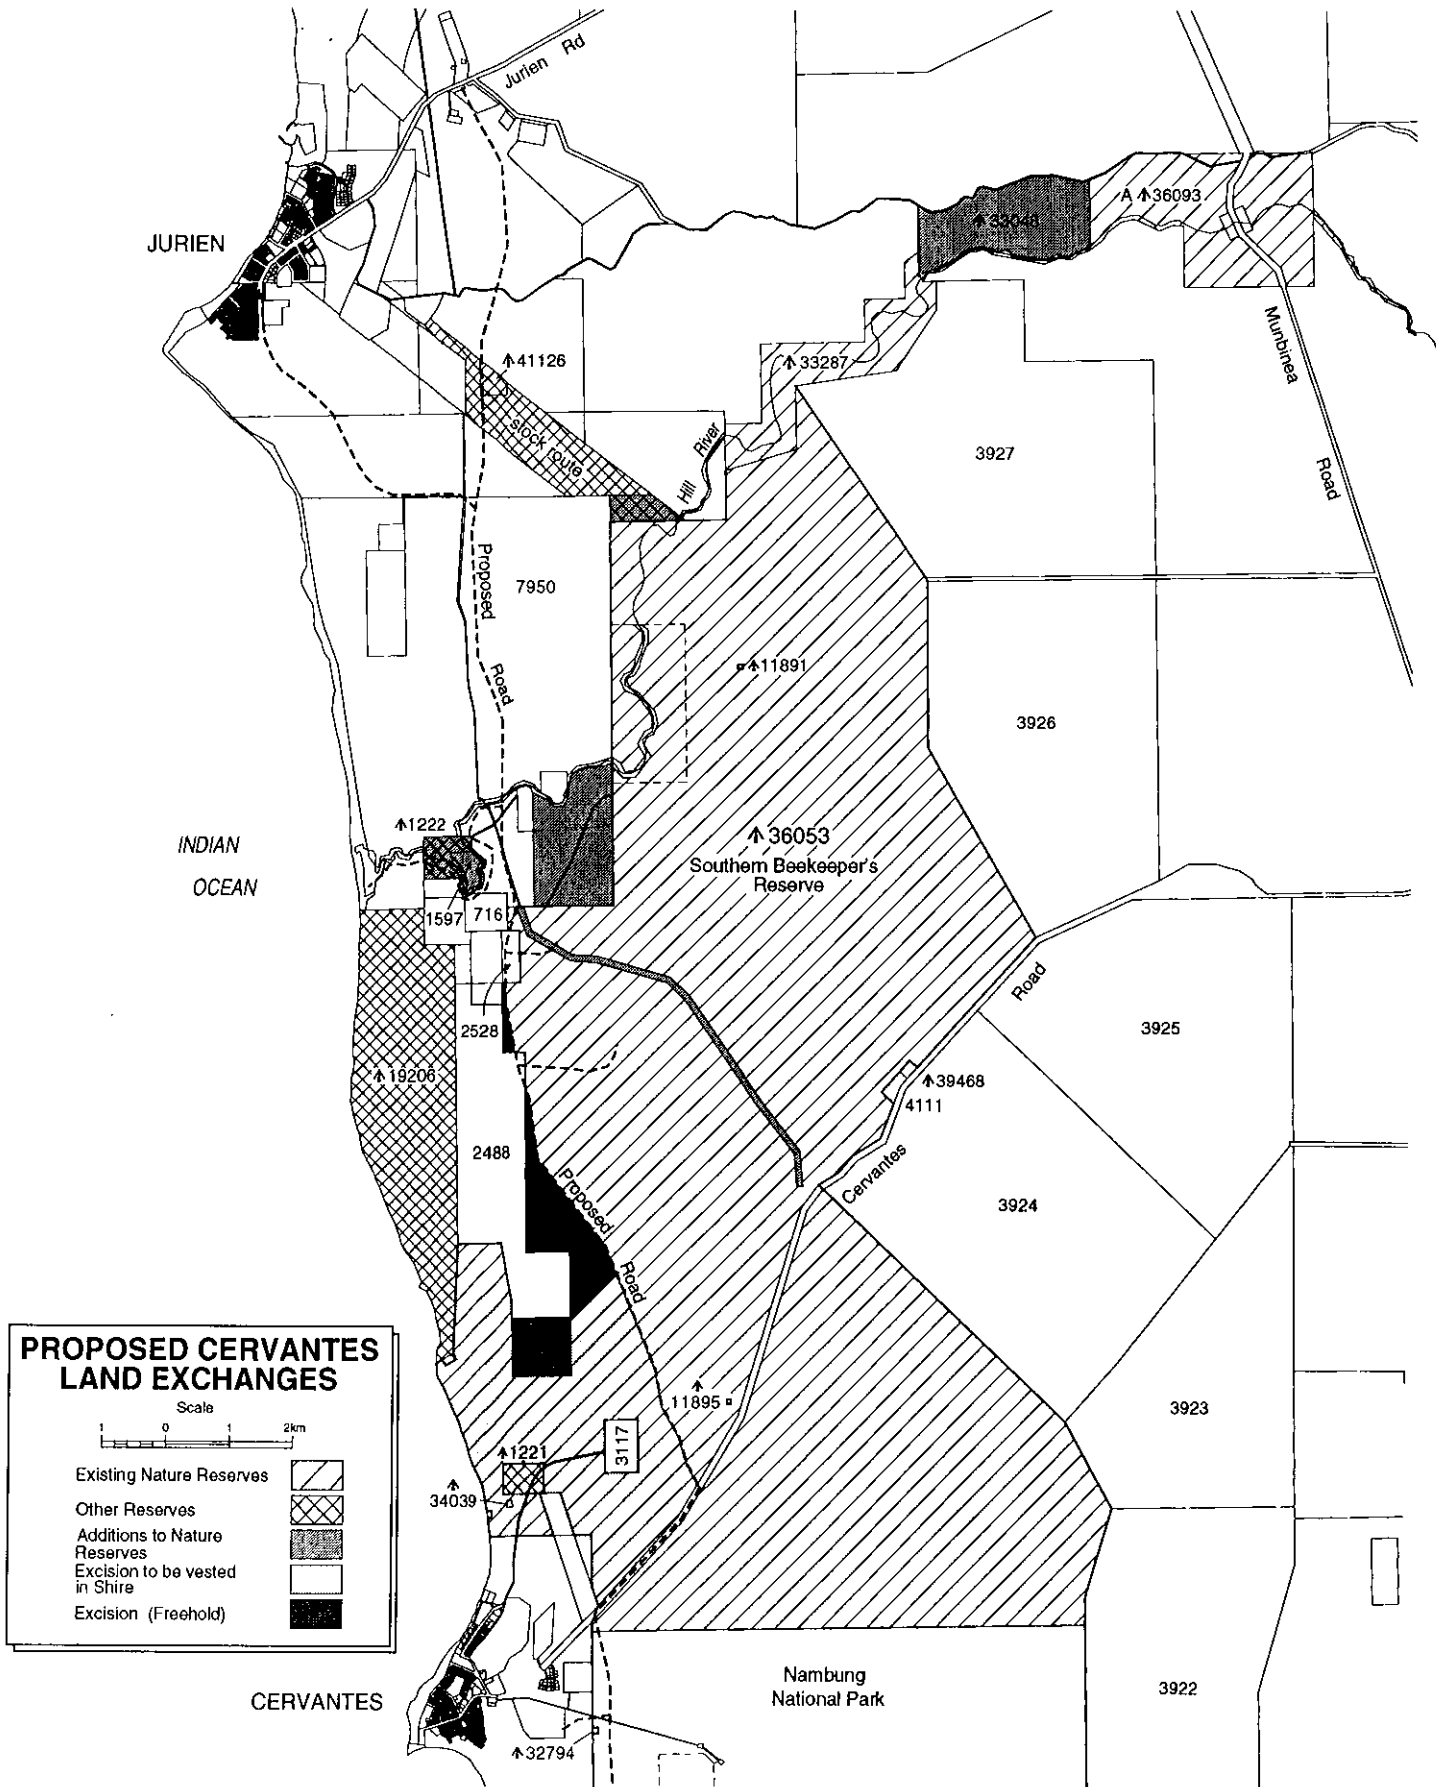 Jurien Rd
A 36093
33048
JURIEN
41126
33287
Munbinea
Road
stock route
Hill River
3927
Proposed
Road
7950
11891
3926
1222
36053
Southern Beekeeper's
Reserve
INDIAN
OCEAN
1597
716
Road
2528
3925
19206
39468
4111
2488
Cervantes
Proposed
Road
3924
PROPOSED CERVANTES
LAND EXCHANGES
Scale
1 0 1 2km
Existing Nature Reserves
Other Reserves
Additions to Nature
Reserves
Excision to be vested
in Shire
Excision (Freehold)
11895
3923
1221
3117
34039
Nambung
National Park
CERVANTES
3922
32794